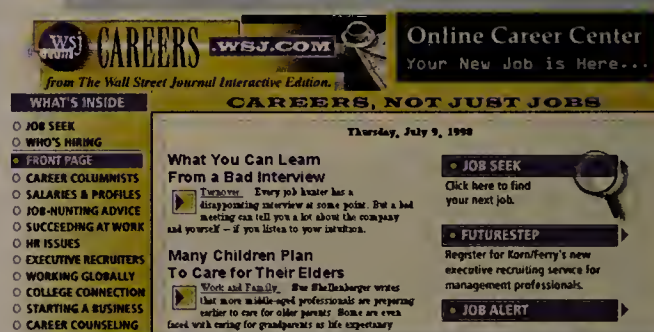 wsj
.com
CAREERS
.WSJ.COM
from The Wall Street Journal Interactive Edition.
Online Career Center
Your New Job is Here...
WHAT'S INSIDE
CAREERS, NOT JUST JOBS
JOB SEEK
WHO'S HIRING
FRONT PAGE
CAREER COLUMNISTS
SALARIES & PROFILES
JOB-HUNTING ADVICE
SUCCEEDING AT WORK
HR ISSUES
EXECUTIVE RECRUITERS
WORKING GLOBALLY
COLLEGE CONNECTION
STARTING A BUSINESS
CAREER COUNSELING
Thursday, July 9, 1998
What You Can Learn
From a Bad Interview
Turnover Every job hunter has a
disappointing interview at some point. But a bad
meeting can tell you a lot about the company
and yourself – if you listen to your intuition.
Many Children Plan
To Care for Their Elders
Work and Family Sue Shellenbarger writes
that more middle-aged professionals are preparing
earlier to care for older parents. Some are even
faced with caring for grandparents as life expectancy
JOB SEEK
Click here to find
your next job.
FUTURESTEP
Register for Korn/Ferry's new
executive recruiting service for
management professionals.
JOB ALERT